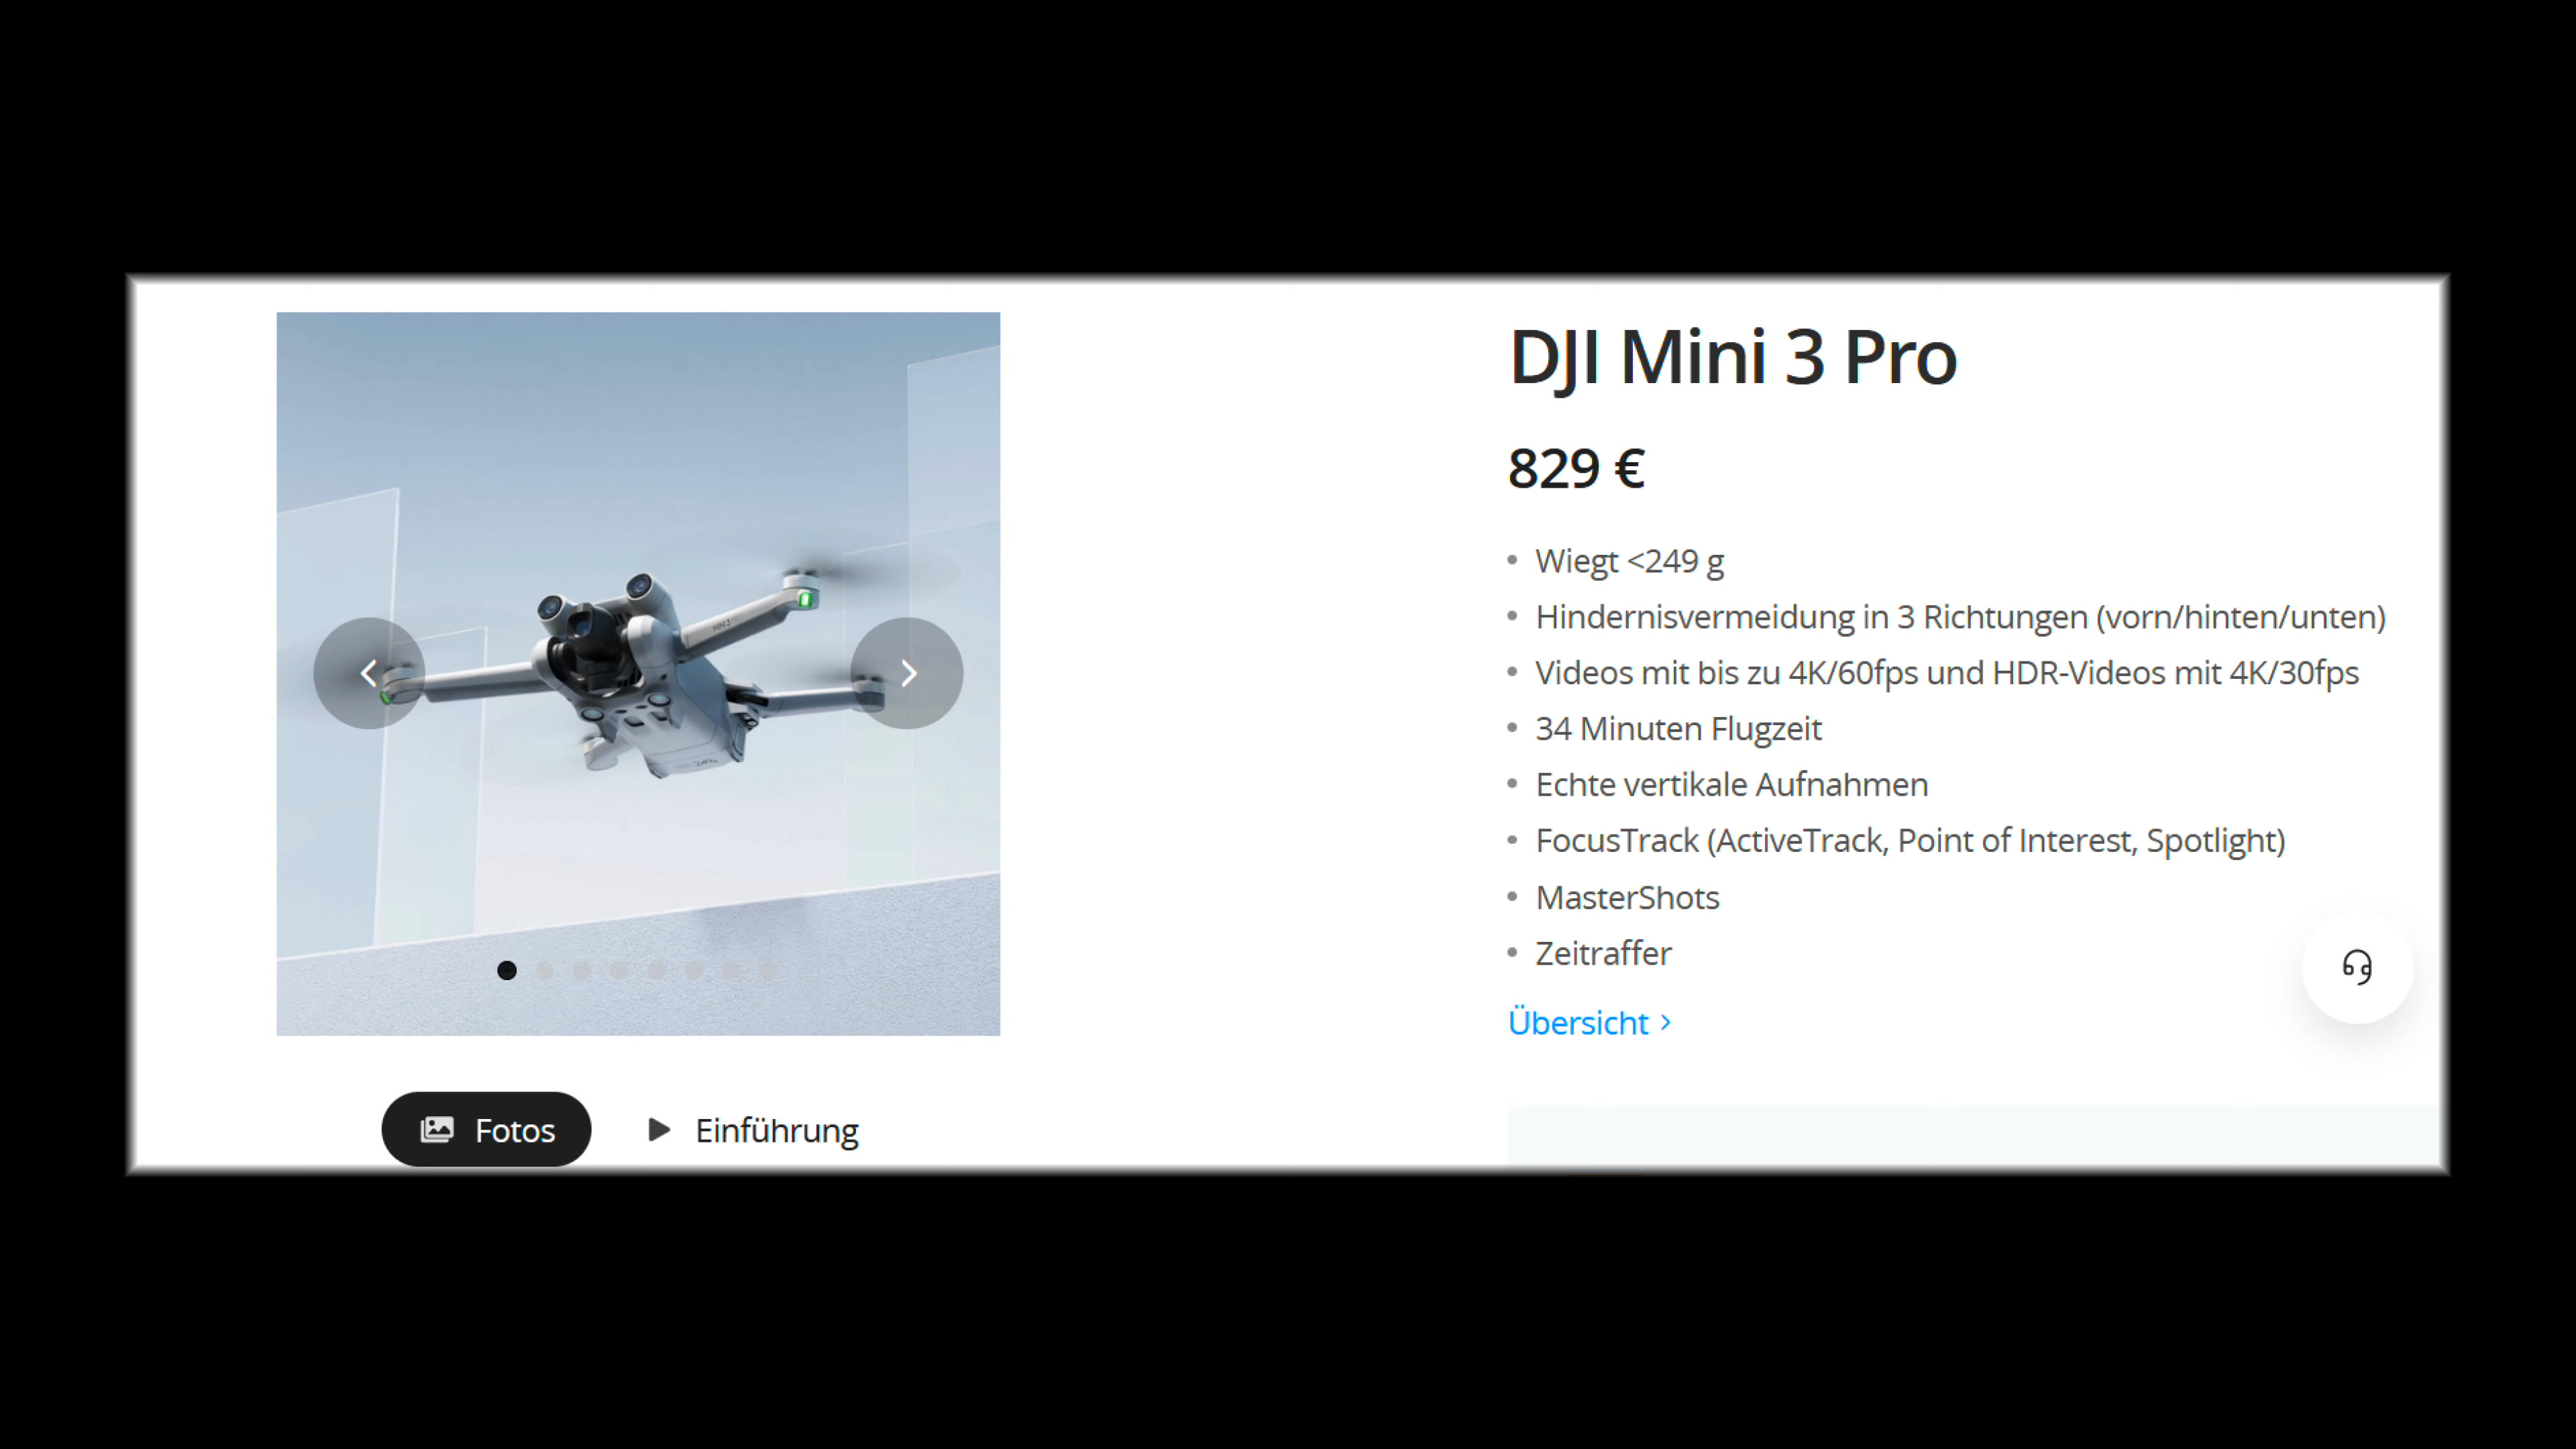 DJI Mini 3 Pro
829 €
Wiegt <249 g
Hindernisvermeidung in 3 Richtungen (vorn/hinten/unten)
Videos mit bis zu 4K/60fps und HDR-Videos mit 4K/30fps
34 Minuten Flugzeit
Echte vertikale Aufnahmen
FocusTrack (ActiveTrack, Point of Interest, Spotlight)
MasterShots
Zeitraffer
Übersicht
Fotos
Einführung